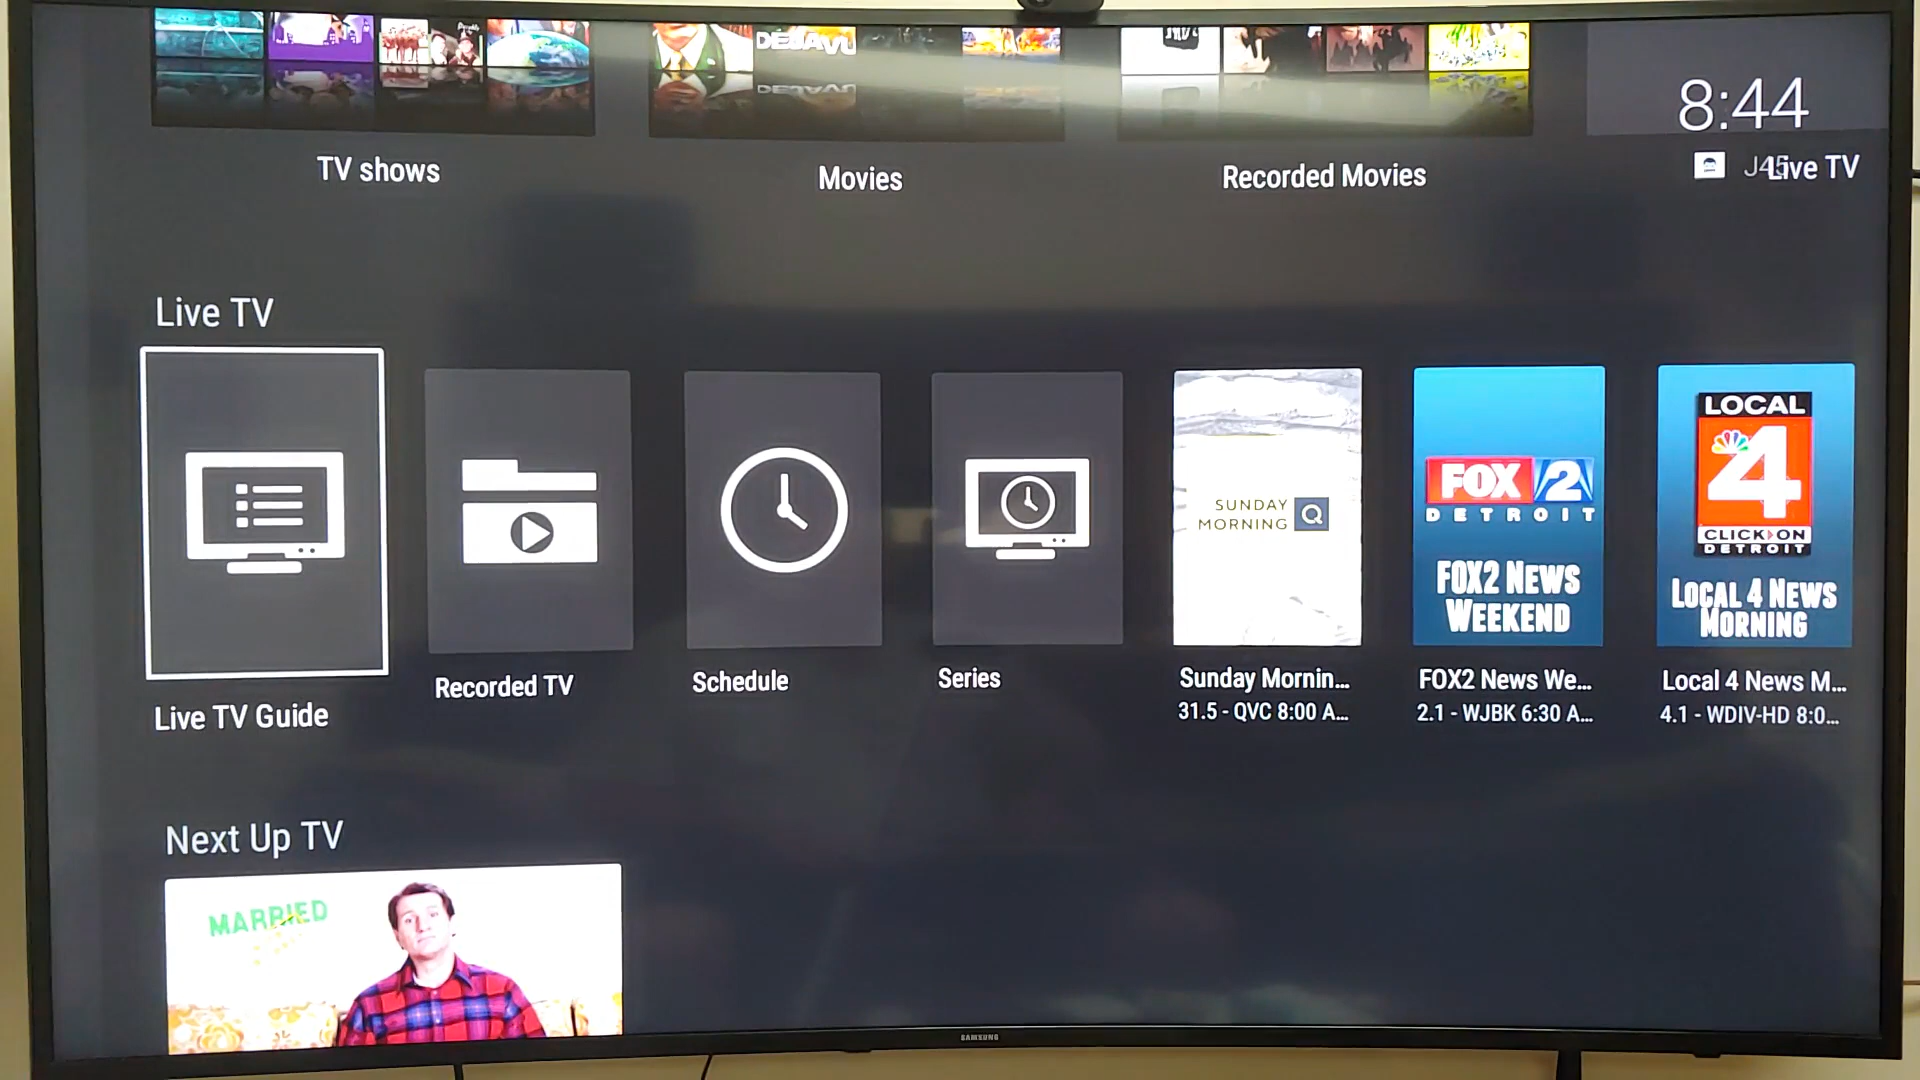 DEJAVU
8:44
TV shows
Movies
Recorded Movies
Live TV
Live TV
LOCAL
4
CLICK ON
DETROIT
SUNDAY
MORNING Q
FOX 2
DETROIT
FOX2 NEWS
WEEKEND
LOCAL 4 NEWS
MORNING
Live TV Guide
Recorded TV
Schedule
Series
Sunday Mornin...
31.5 - QVC 8:00 A...
FOX2 News We...
2.1 - WJBK 6:30 A...
Local 4 News M...
4.1 - WDIV-HD 8:0...
Next Up TV
MARRIED
SAMSUNG